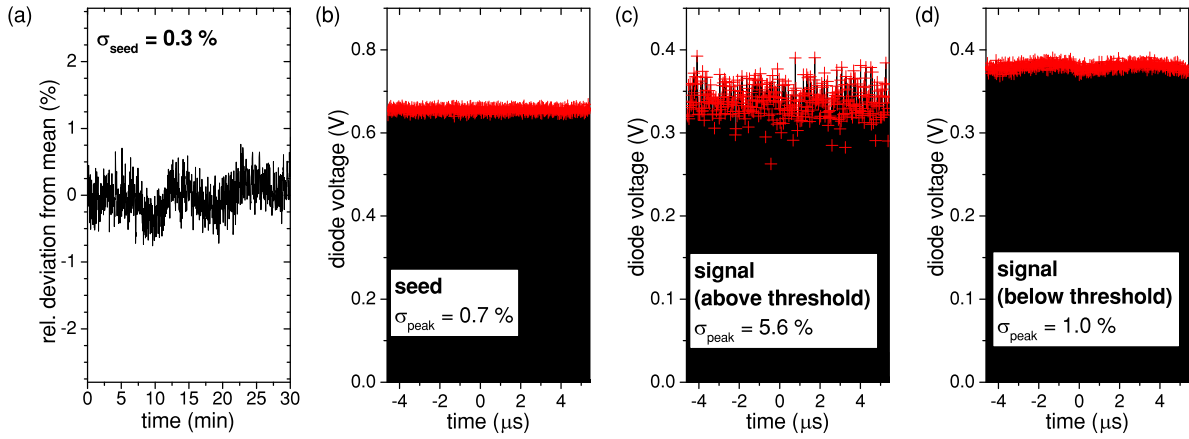 (a)
σseed = 0.3 %
rel. deviation from mean (%)
2
1
0
-1
-2
0 5 10 15 20 25 30
time (min)
(b)
diode voltage (V)
0.8
0.6
0.4
0.2
0.0
seed
σpeak = 0.7 %
-4 -2 0 2 4
time (μs)
(c)
diode voltage (V)
0.4
0.3
0.2
0.1
0.0
signal
(above threshold)
σpeak = 5.6 %
-4 -2 0 2 4
time (μs)
(d)
diode voltage (V)
0.4
0.3
0.2
0.1
0.0
signal
(below threshold)
σpeak = 1.0 %
-4 -2 0 2 4
time (μs)